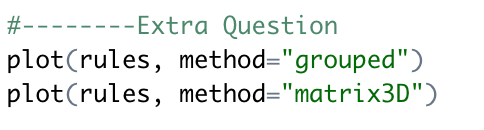 #--------Extra Question
plot(rules, method="grouped")
plot(rules, method="matrix3D")